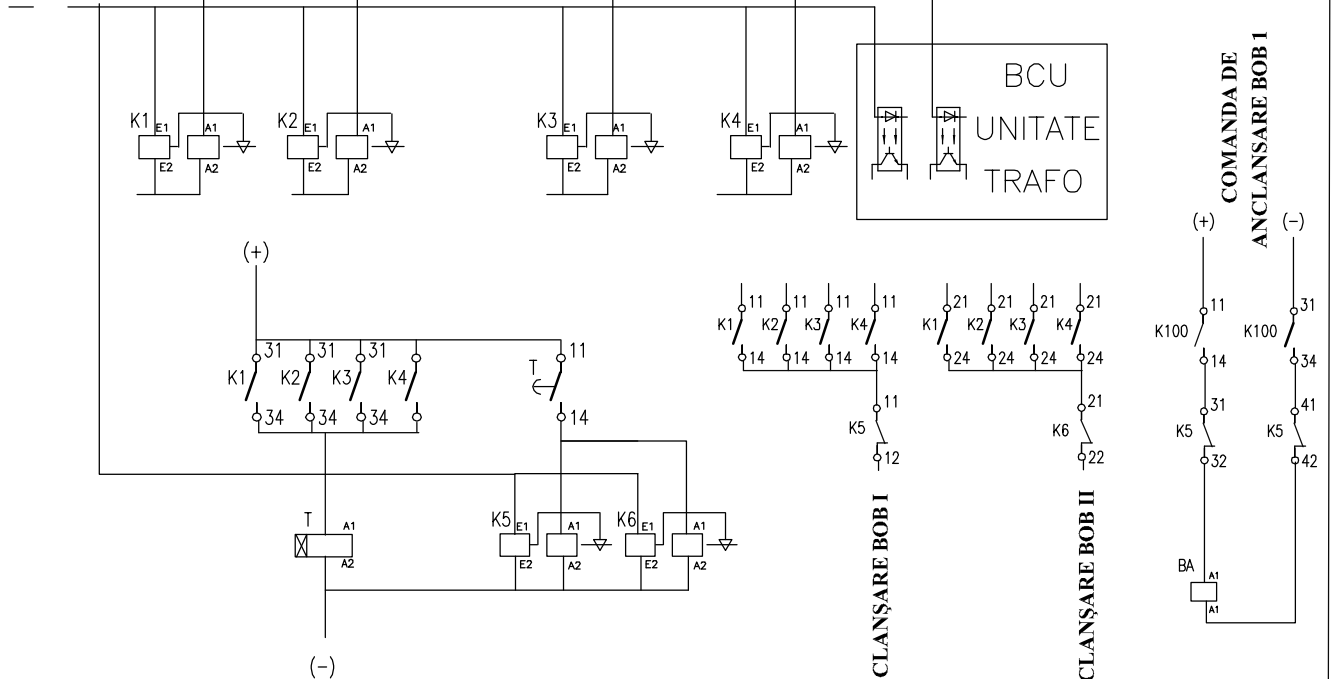 BCU
UNITATE
TRAFO
COMANDA DE
ANCLANSARE BOB 1
K1 E1 A1
E2 A2
K2 E1 A1
E2 A2
K3 E1 A1
E2 A2
K4 E1 A1
E2 A2
(+)
31 31 31 11
K1 K2 K3 K4 T
34 34 34 14
T A1
A2
K5 E1 A1 K6 E1 A1
E2 A2 E2 A2
(-)
11 11 11 11 21 21 21 21
K1 K2 K3 K4 K1 K2 K3 K4
14 14 14 14 24 24 24 24
11 21
K5 K6
12 22
CLANŞARE BOB I
CLANŞARE BOB II
(+) (-)
11 31
K100 K100
14 34
31 41
K5 K5
32 42
BA A1
A1